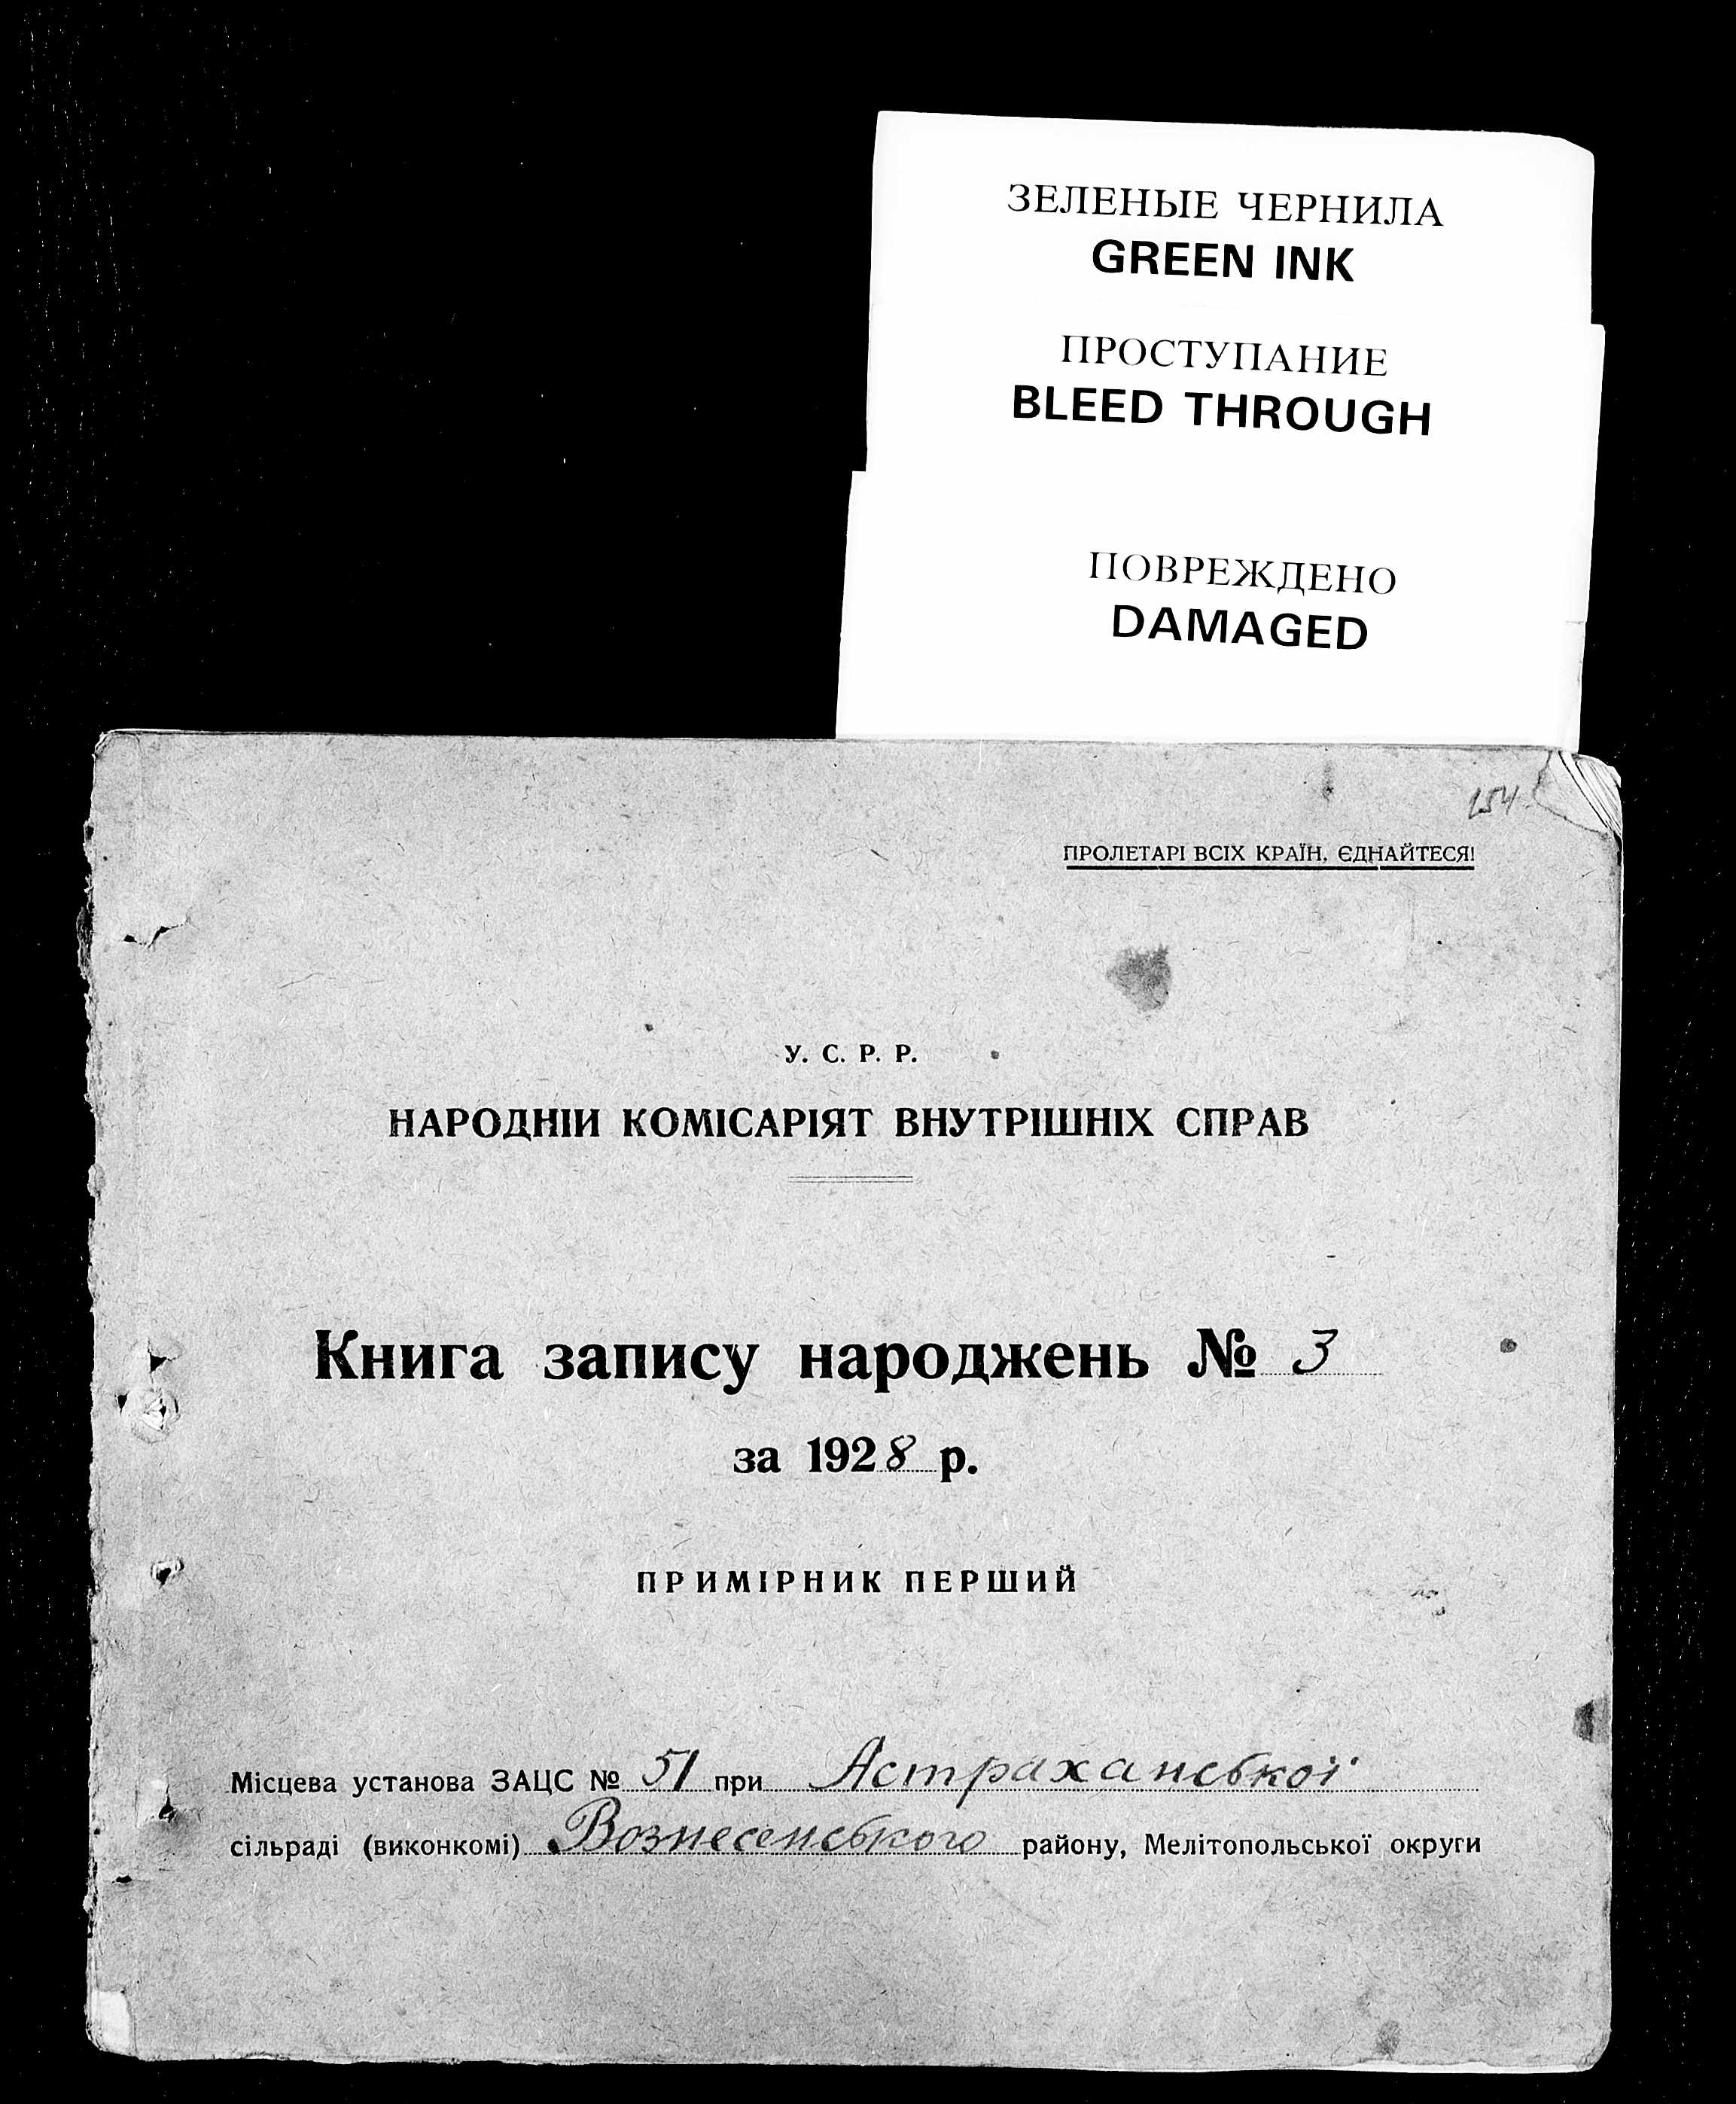 ЗЕЛЕНЫЕ ЧЕРНИЛА
GREEN INK
ПРОСТУПАНИЕ
BLEED THROUGH
ПОВРЕЖДЕНО
DAMAGED
154
ПРОЛЕТАРІ ВСІХ КРАЇН, ЄДНАЙТЕСЯ!
У. С. Р. Р.
НАРОДНІЙ КОМІСАРІЯТ ВНУТРІШНІХ СПРАВ
Книга запису народжень № 3
за 1928 р.
ПРИМІРНИК ПЕРШИЙ
Місцева установа ЗАЦС № 51 при Астраханської
сільраді (виконкомі) Вознесенського району, Мелітопольської округи